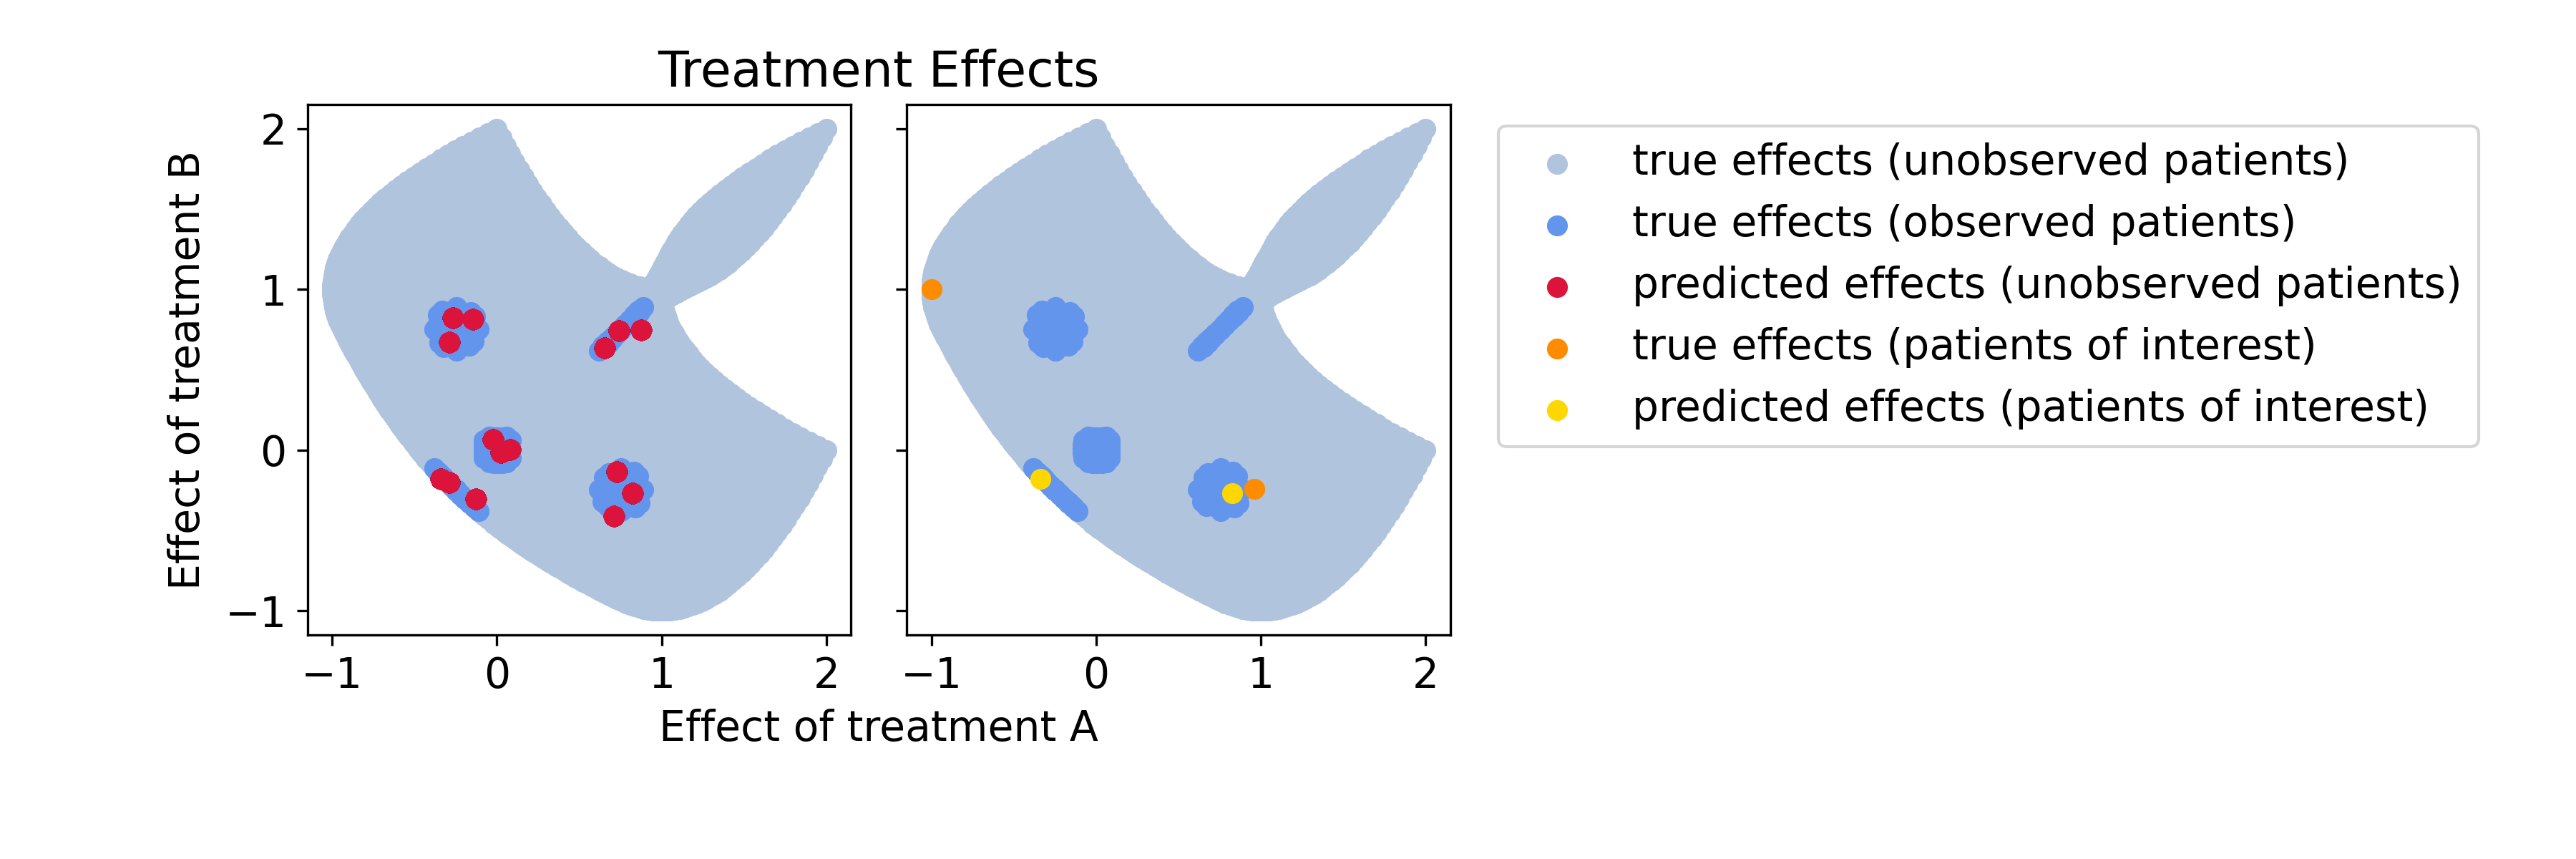 Treatment Effects
Effect of treatment B
2
1
0
−1
−1 0 1 2
−1 0 1 2
Effect of treatment A
true effects (unobserved patients)
true effects (observed patients)
predicted effects (unobserved patients)
true effects (patients of interest)
predicted effects (patients of interest)